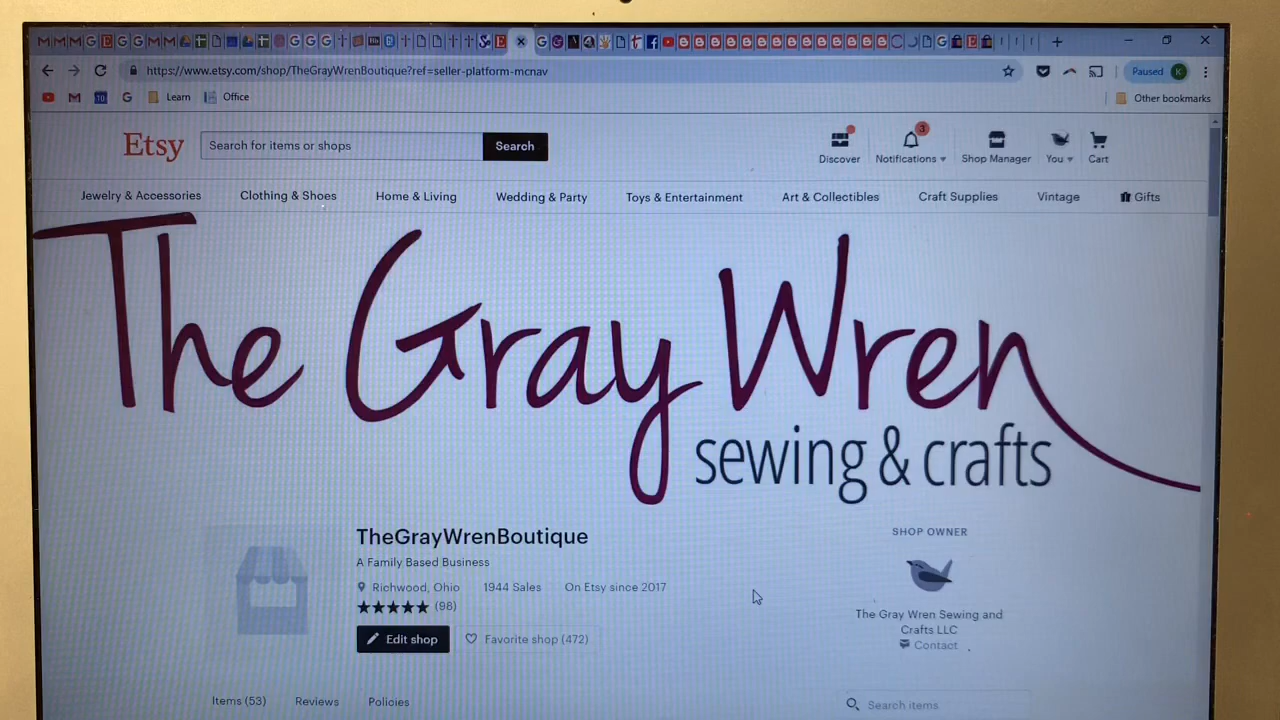 https://www.etsy.com/shop/TheGrayWrenBoutique?ref=seller-platform-mcnav
Paused K
Learn
Office
Other bookmarks
Etsy
Search for items or shops
Search
Discover
3
Notifications
Shop Manager
You
Cart
Jewelry & Accessories
Clothing & Shoes
Home & Living
Wedding & Party
Toys & Entertainment
Art & Collectibles
Craft Supplies
Vintage
Gifts
The Gray Wren
sewing & crafts
TheGrayWrenBoutique
A Family Based Business
Richwood, Ohio 1944 Sales On Etsy since 2017
(98)
Edit shop
Favorite shop (472)
SHOP OWNER
The Gray Wren Sewing and
Crafts LLC
Contact
Items (53)
Reviews
Policies
Search items